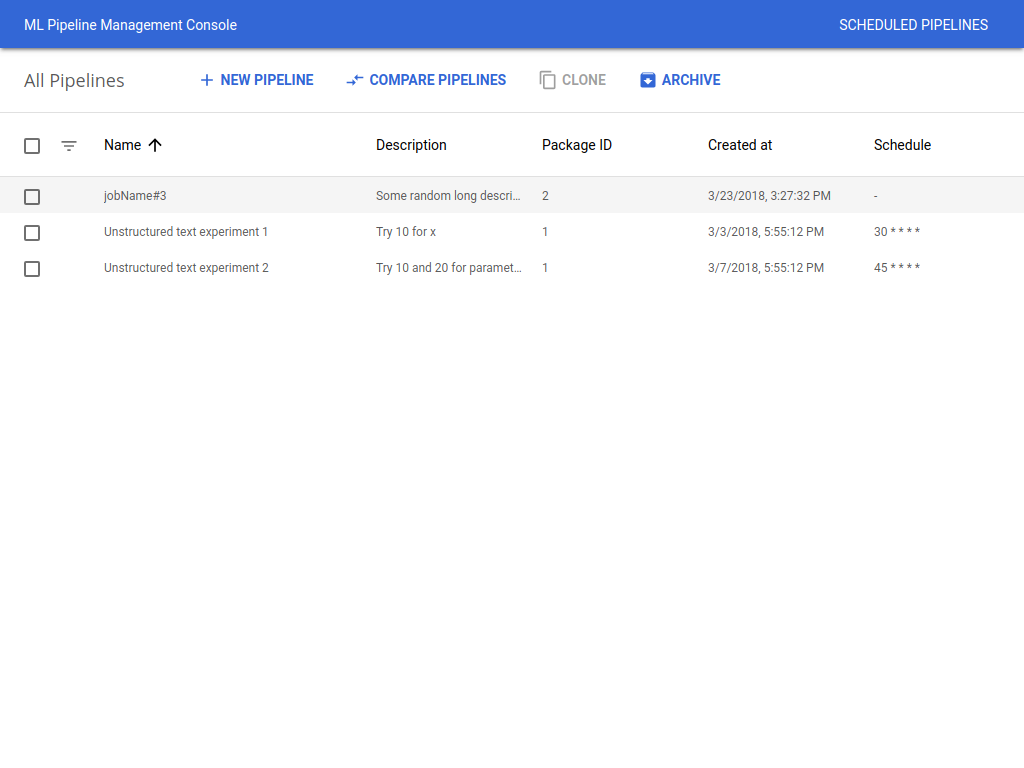 ML Pipeline Management Console SCHEDULED PIPELINES
All Pipelines NEW PIPELINE COMPARE PIPELINES CLONE ARCHIVE
Name Description Package ID Created at Schedule
jobName#3 Some random long descri... 2 3/23/2018, 3:27:32 PM -
Unstructured text experiment 1 Try 10 for x 1 3/3/2018, 5:55:12 PM 30 * * * *
Unstructured text experiment 2 Try 10 and 20 for paramet... 1 3/7/2018, 5:55:12 PM 45 * * * *